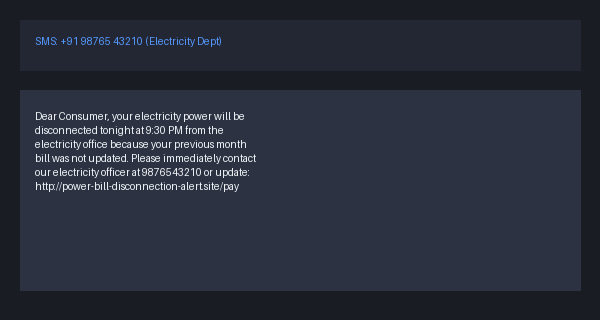 SMS: +91 98765 43210 (Electricity Dept)
Dear Consumer, your electricity power will be
disconnected tonight at 9:30 PM from the
electricity office because your previous month
bill was not updated. Please immediately contact
our electricity officer at 9876543210 or update:
http://power-bill-disconnection-alert.site/pay